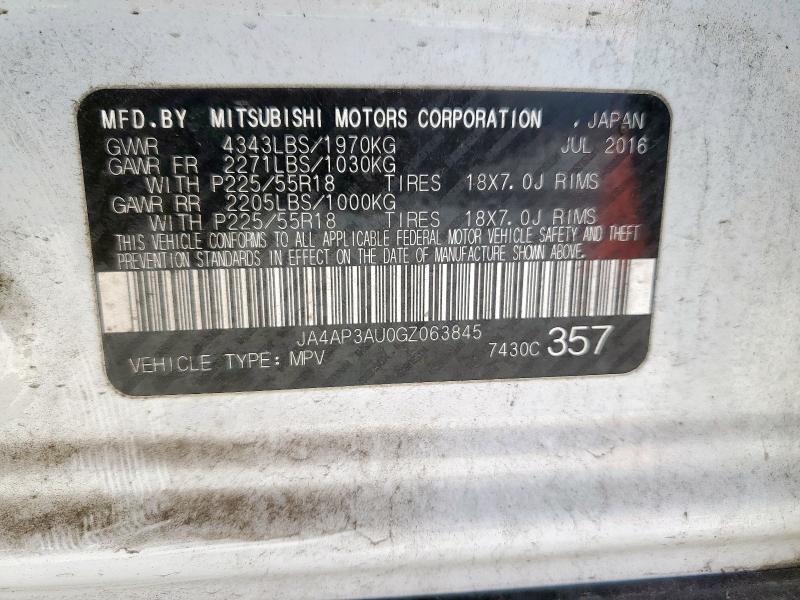 MFD.BY MITSUBISHI MOTORS CORPORATION , JAPAN
GVWR 4343LBS/1970KG JUL 2016
GAWR FR 2271LBS/1030KG
WITH P225/55R18 TIRES 18X7.0J RIMS
GAWR RR 2205LBS/1000KG
WITH P225/55R18 TIRES 18X7.0J RIMS
THIS VEHICLE CONFORMS TO ALL APPLICABLE FEDERAL MOTOR VEHICLE SAFETY AND THEFT
PREVENTION STANDARDS IN EFFECT ON THE DATE OF MANUFACTURE SHOWN ABOVE.
JA4AP3AU0GZ063845
VEHICLE TYPE: MPV 7430C 357